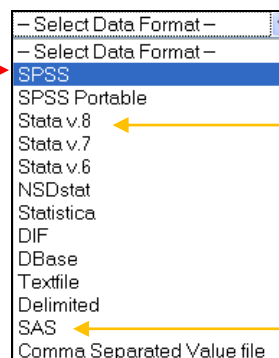 – Select Data Format –
– Select Data Format –
SPSS
SPSS Portable
Stata v.8
Stata v.7
Stata v.6
NSDstat
Statistica
DIF
DBase
Textfile
Delimited
SAS
Comma Separated Value file